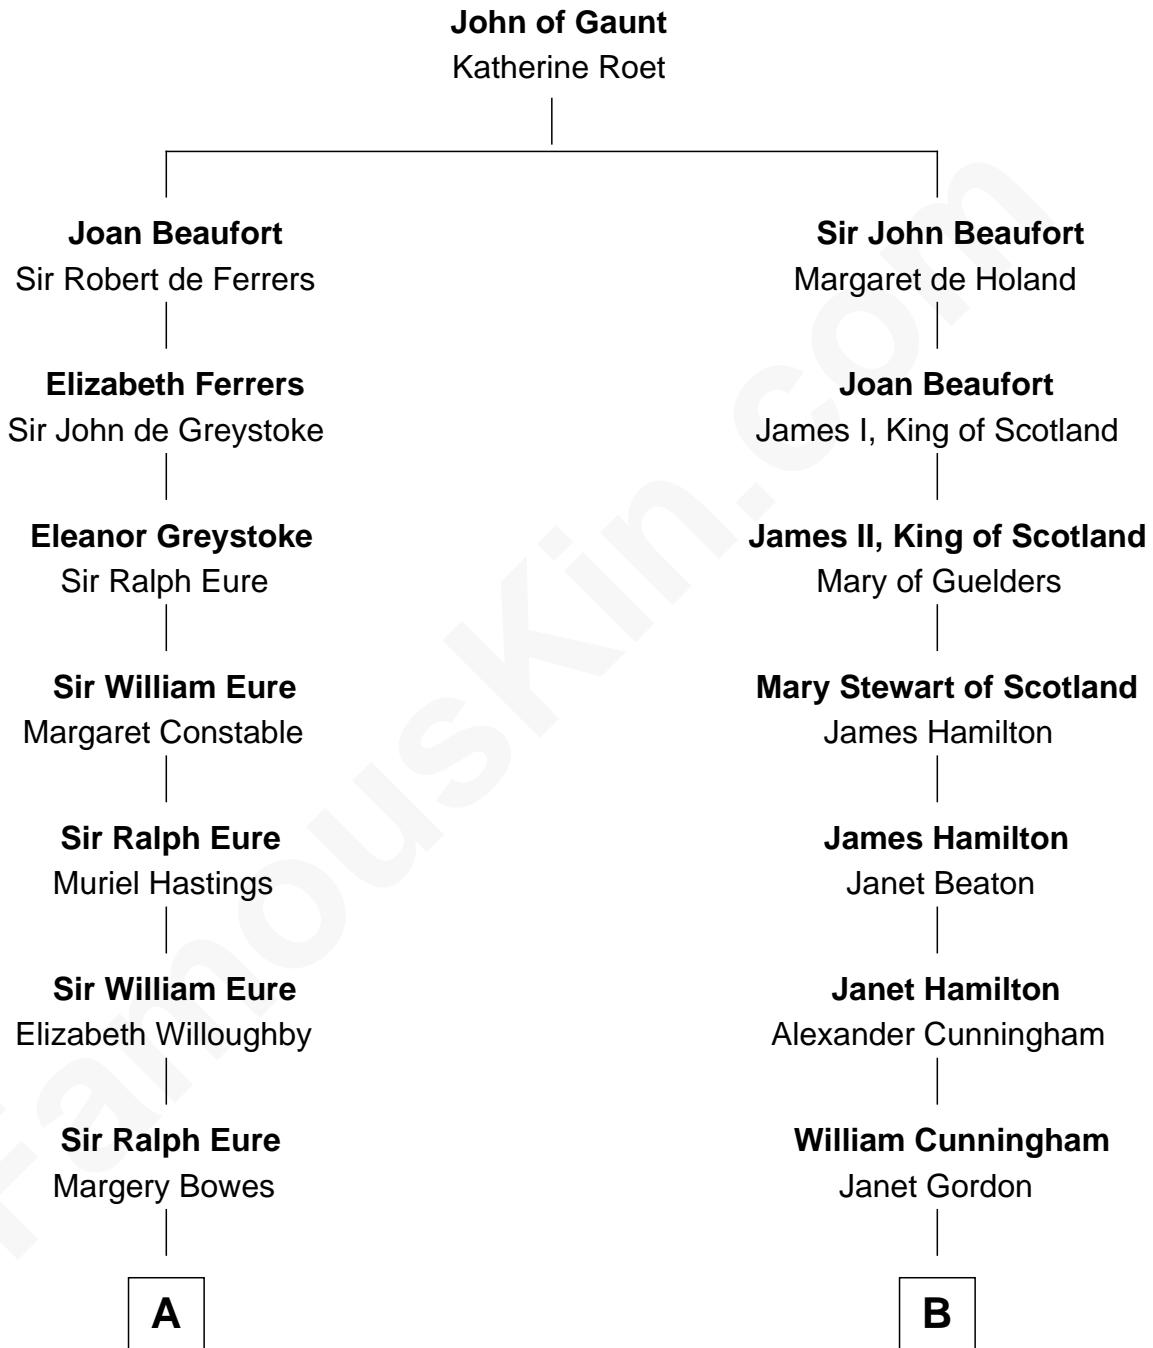 John of Gaunt
Katherine Roet
Joan Beaufort
Sir Robert de Ferrers
Sir John Beaufort
Margaret de Holand
Elizabeth Ferrers
Sir John de Greystoke
Joan Beaufort
James I, King of Scotland
Eleanor Greystoke
Sir Ralph Eure
James II, King of Scotland
Mary of Guelders
Sir William Eure
Margaret Constable
Mary Stewart of Scotland
James Hamilton
Sir Ralph Eure
Muriel Hastings
James Hamilton
Janet Beaton
Sir William Eure
Elizabeth Willoughby
Janet Hamilton
Alexander Cunningham
Sir Ralph Eure
Margery Bowes
William Cunningham
Janet Gordon
A
B
FamousKin.com